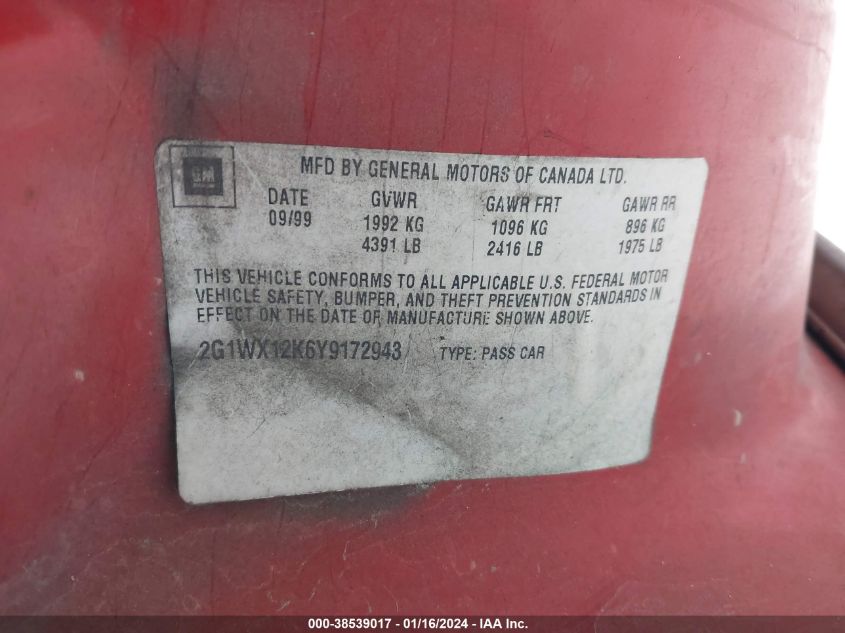 GM
MFD BY GENERAL MOTORS OF CANADA LTD.
DATE GVWR GAWR FRT GAWR RR
09/99 1992 KG 1096 KG 896 KG
4391 LB 2416 LB 1975 LB
THIS VEHICLE CONFORMS TO ALL APPLICABLE U.S. FEDERAL MOTOR
VEHICLE SAFETY, BUMPER, AND THEFT PREVENTION STANDARDS IN
EFFECT ON THE DATE OF MANUFACTURE SHOWN ABOVE.
2G1WX12K6Y9172943 TYPE: PASS CAR
000-38539017 - 01/16/2024 - IAA Inc.